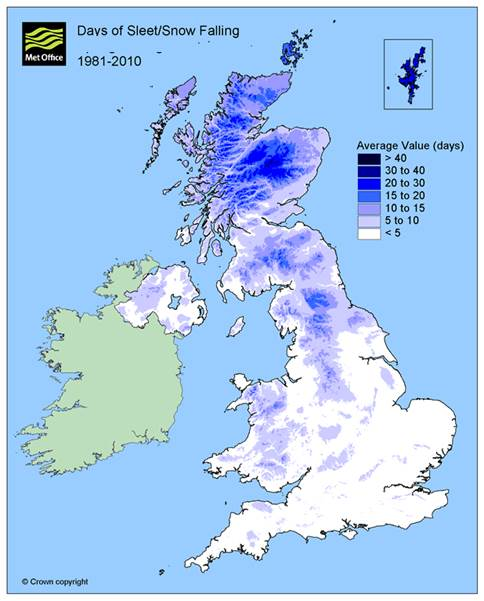 Met Office
Days of Sleet/Snow Falling
1981-2010
Average Value (days)
> 40
30 to 40
20 to 30
15 to 20
10 to 15
5 to 10
< 5
© Crown copyright